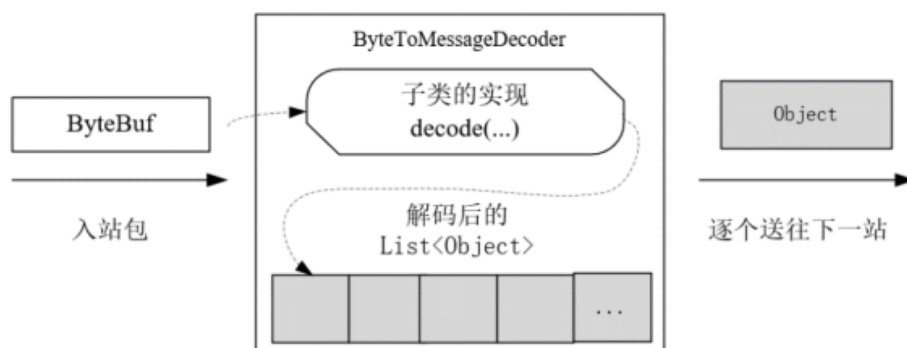 ByteToMessageDecoder
子类的实现
decode(...)
ByteBuf
入站包
解码后的
List<Object>
...
Object
逐个送往下一站